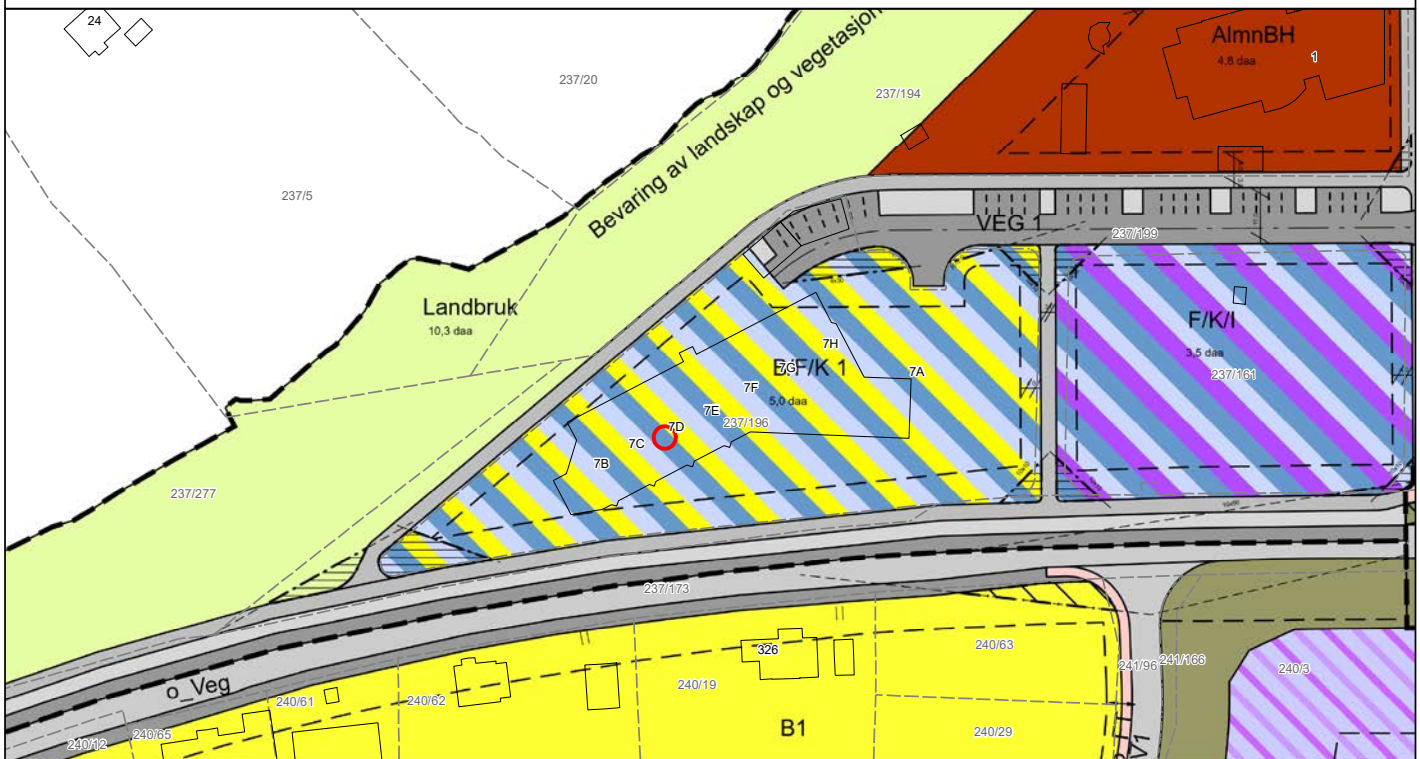 24
237/20
Bevaring av landskap og vegetasjon
237/194
AlmnBH
4,8 daa
1
237/5
VEG 1
237/199
Landbruk
10,3 daa
F/K/I
3,5 daa
237/161
7H
B/F/K 1
7G
7A
7F
5,0 daa
7E
237/196
7D
7C
7B
237/277
237/173
326
240/63
241/96
241/166
240/3
o_Veg
240/61
240/62
240/19
B1
240/29
240/65
240/12
V1